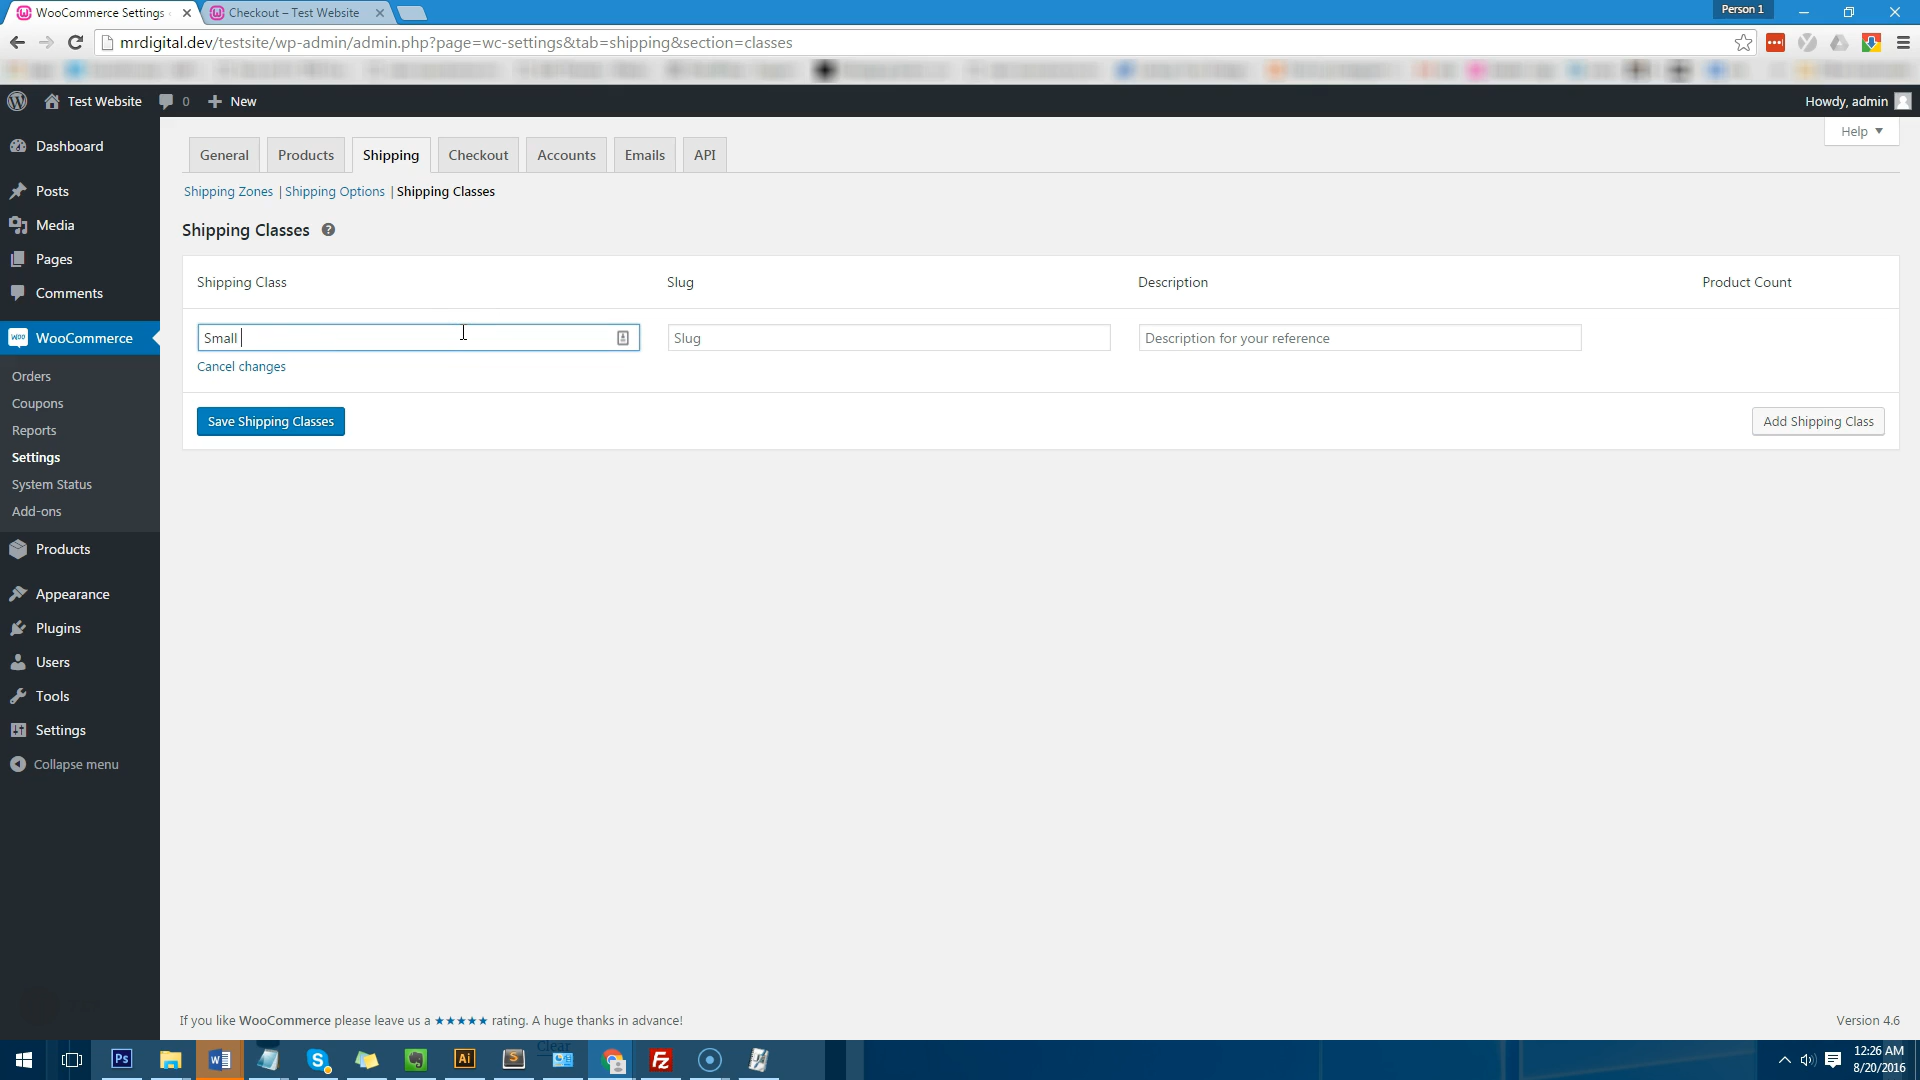 WooCommerce Settings
Checkout – Test Website
Person 1
mrdigital.dev/testsite/wp-admin/admin.php?page=wc-settings&tab=shipping&section=classes
Test Website
0
New
Howdy, admin
Help
Dashboard
Posts
Media
Pages
Comments
WooCommerce
Orders
Coupons
Reports
Settings
System Status
Add-ons
Products
Appearance
Plugins
Users
Tools
Settings
Collapse menu
General
Products
Shipping
Checkout
Accounts
Emails
API
Shipping Zones | Shipping Options | Shipping Classes
Shipping Classes
Shipping Class
Slug
Description
Product Count
Small
Slug
Description for your reference
Cancel changes
Save Shipping Classes
Add Shipping Class
If you like WooCommerce please leave us a ★★★★★ rating. A huge thanks in advance!
Version 4.6
Clear
12:26 AM
8/20/2016